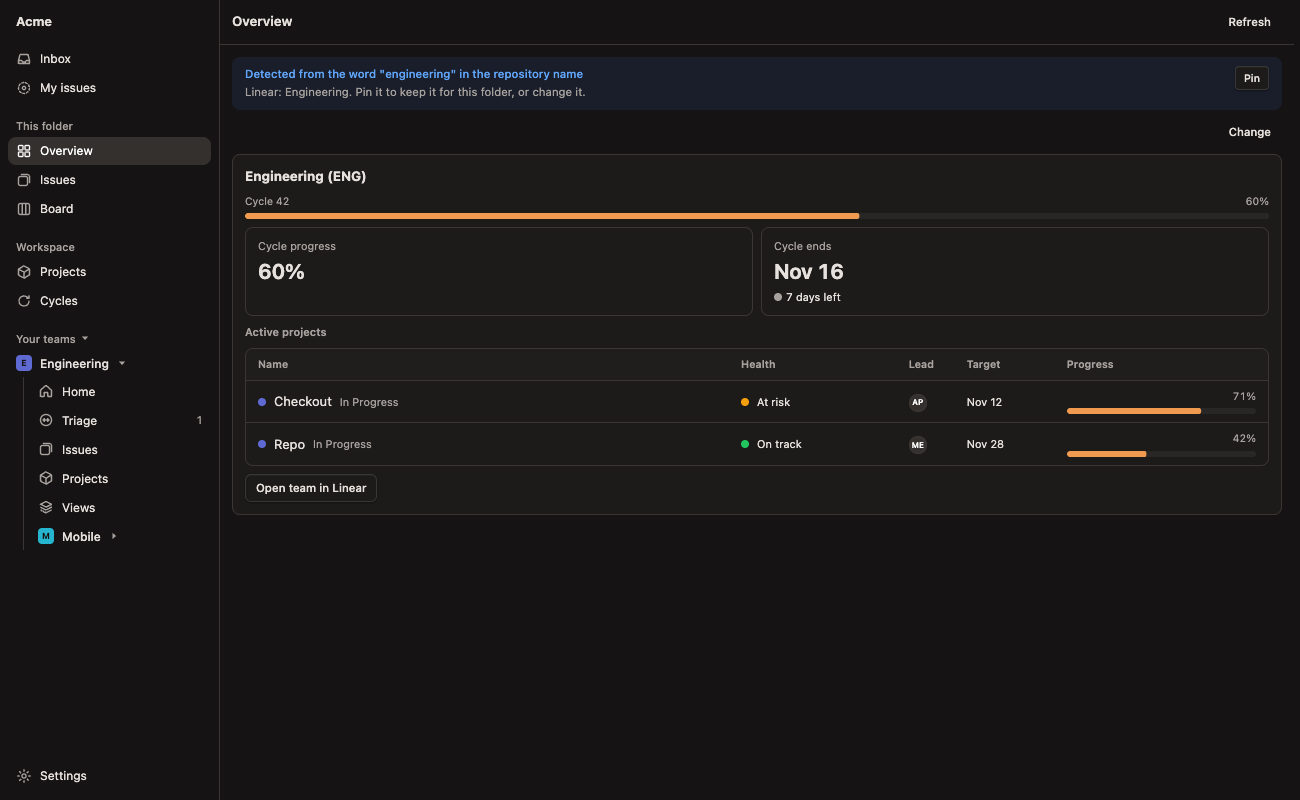 Acme
Inbox
My issues
This folder
Overview
Issues
Board
Workspace
Projects
Cycles
Your teams
E Engineering
Home
Triage 1
Issues
Projects
Views
M Mobile
Settings
Overview
Refresh
Detected from the word "engineering" in the repository name
Linear: Engineering. Pin it to keep it for this folder, or change it.
Pin
Change
Engineering (ENG)
Cycle 42 60%
Cycle progress
60%
Cycle ends
Nov 16
7 days left
Active projects
Name Health Lead Target Progress
Checkout In Progress At risk AP Nov 12 71%
Repo In Progress On track ME Nov 28 42%
Open team in Linear